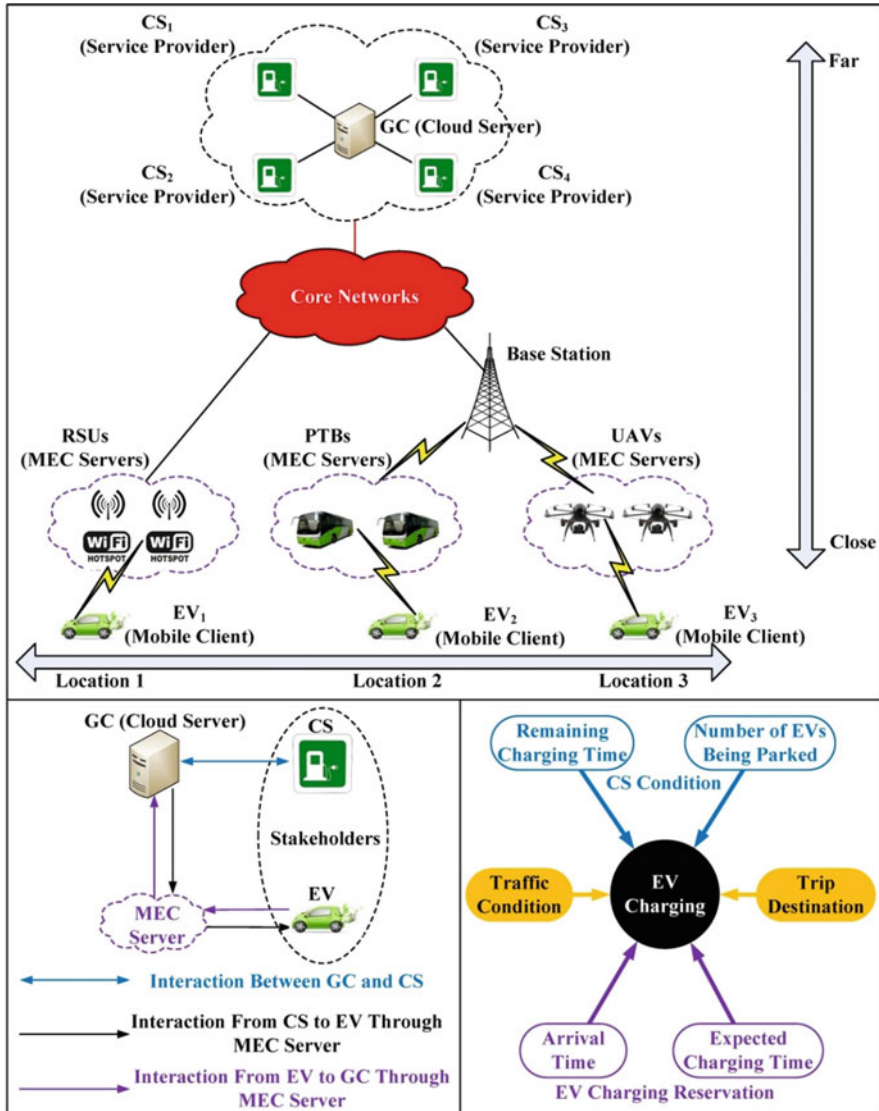 CS1
(Service Provider)
CS3
(Service Provider)
Far
GC (Cloud Server)
CS2
(Service Provider)
CS4
(Service Provider)
Core Networks
Base Station
RSUs
(MEC Servers)
PTBs
(MEC Servers)
UAVs
(MEC Servers)
WiFi
HOTSPOT
WiFi
HOTSPOT
Close
EV1
(Mobile Client)
EV2
(Mobile Client)
EV3
(Mobile Client)
Location 1
Location 2
Location 3
GC (Cloud Server)
CS
Stakeholders
EV
MEC
Server
Interaction Between GC and CS
Interaction From CS to EV Through
MEC Server
Interaction From EV to GC Through
MEC Server
Remaining
Charging Time
Number of EVs
Being Parked
CS Condition
Traffic
Condition
EV
Charging
Trip
Destination
Arrival
Time
Expected
Charging Time
EV Charging Reservation